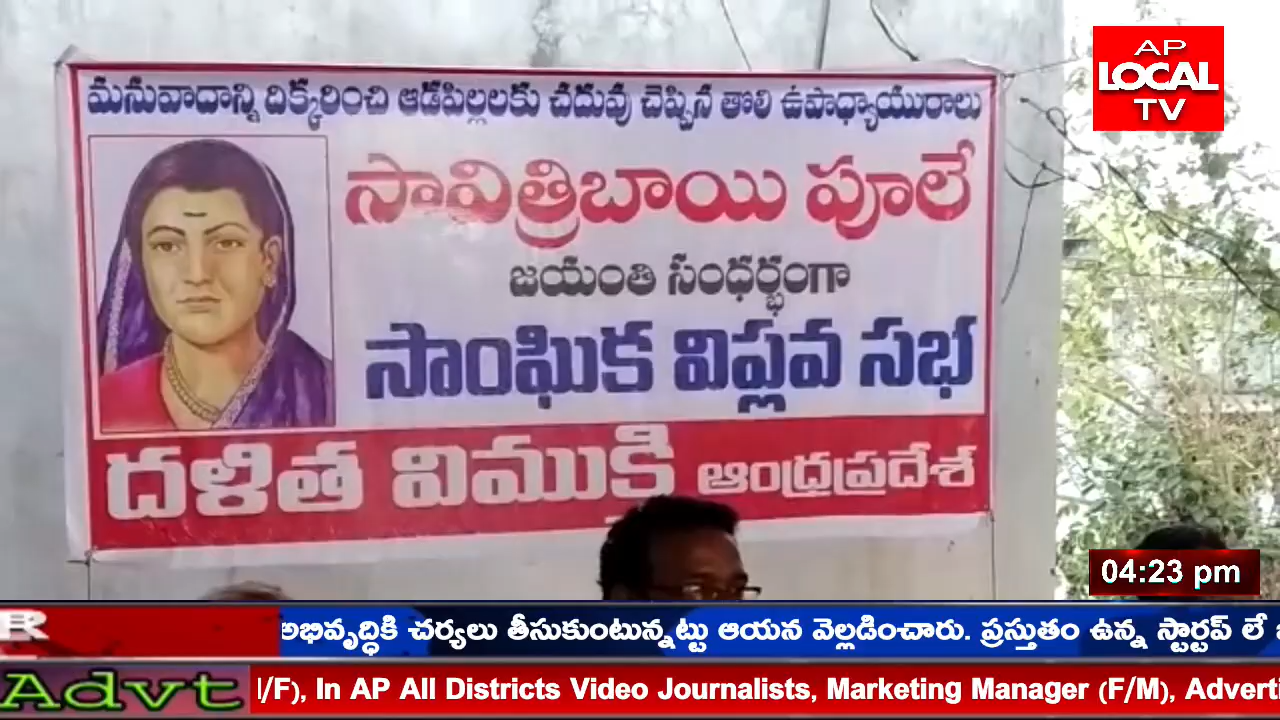 AP
LOCAL
TV
మనువాదాన్ని దిక్కరించి ఆడపిల్లలకు చదువు చెప్పిన తొలి ఉపాధ్యాయురాలు
సావిత్రిబాయి పూలే
జయంతి సంధర్భంగా
సాంఘిక విప్లవ సభ
దళిత విముక్తి ఆంధ్రప్రదేశ్
04:23 pm
R
అభివృద్ధికి చర్యలు తీసుకుంటున్నట్టు ఆయన వెల్లడించారు. ప్రస్తుతం ఉన్న స్టార్టప్ లే
Advt
/F), In AP All Districts Video Journalists, Marketing Manager (F/M), Adverti